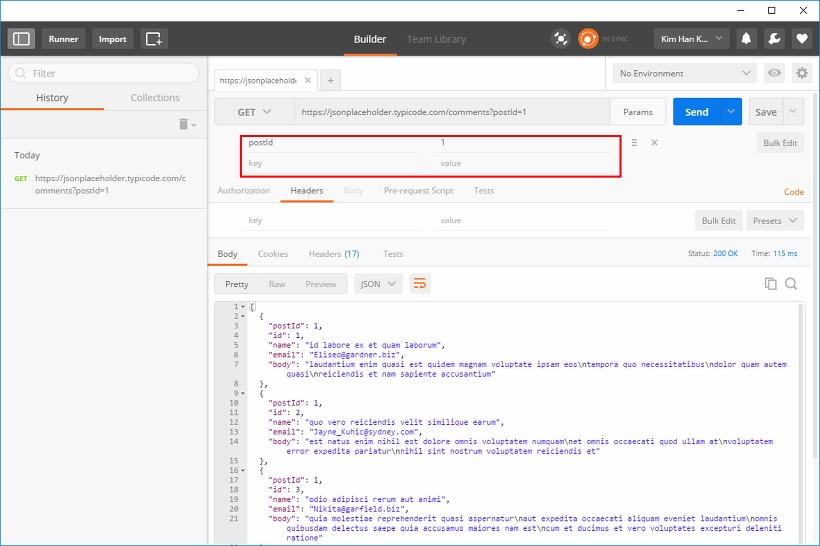 Runner Import Builder Team Library IN SYNC Kim Han K...
Filter
History Collections
Today
GET https://jsonplaceholder.typicode.com/c
omments?postId=1
https://jsonplacehold
No Environment
GET https://jsonplaceholder.typicode.com/comments?postId=1 Params Send Save
postId 1 Bulk Edit
key value
Authorization Headers Body Pre-request Script Tests Code
key value Bulk Edit Presets
Body Cookies Headers (17) Tests Status: 200 OK Time: 115 ms
Pretty Raw Preview JSON
1 [
2 {
3 "postId": 1,
4 "id": 1,
5 "name": "id labore ex et quam laborum",
6 "email": "Eliseo@gardner.biz",
7 "body": "laudantium enim quasi est quidem magnam voluptate ipsam eos\ntempora quo necessitatibus\ndolor quam autem
quasi\nreiciendis et nam sapiente accusantium"
8 },
9 {
10 "postId": 1,
11 "id": 2,
12 "name": "quo vero reiciendis velit similique earum",
13 "email": "Jayne_Kuhic@sydney.com",
14 "body": "est natus enim nihil est dolore omnis voluptatem numquam\net omnis occaecati quod ullam at\nvoluptatem
error expedita pariatur\nnihil sint nostrum voluptatem reiciendis et"
15 },
16 {
17 "postId": 1,
18 "id": 3,
19 "name": "odio adipisci rerum aut animi",
20 "email": "Nikita@garfield.biz",
21 "body": "quia molestiae reprehenderit quasi aspernatur\naut expedita occaecati aliquam eveniet laudantium\nomnis
quibusdam delectus saepe quia accusamus maiores nam est\ncum et ducimus et vero voluptates excepturi deleniti
ratione"